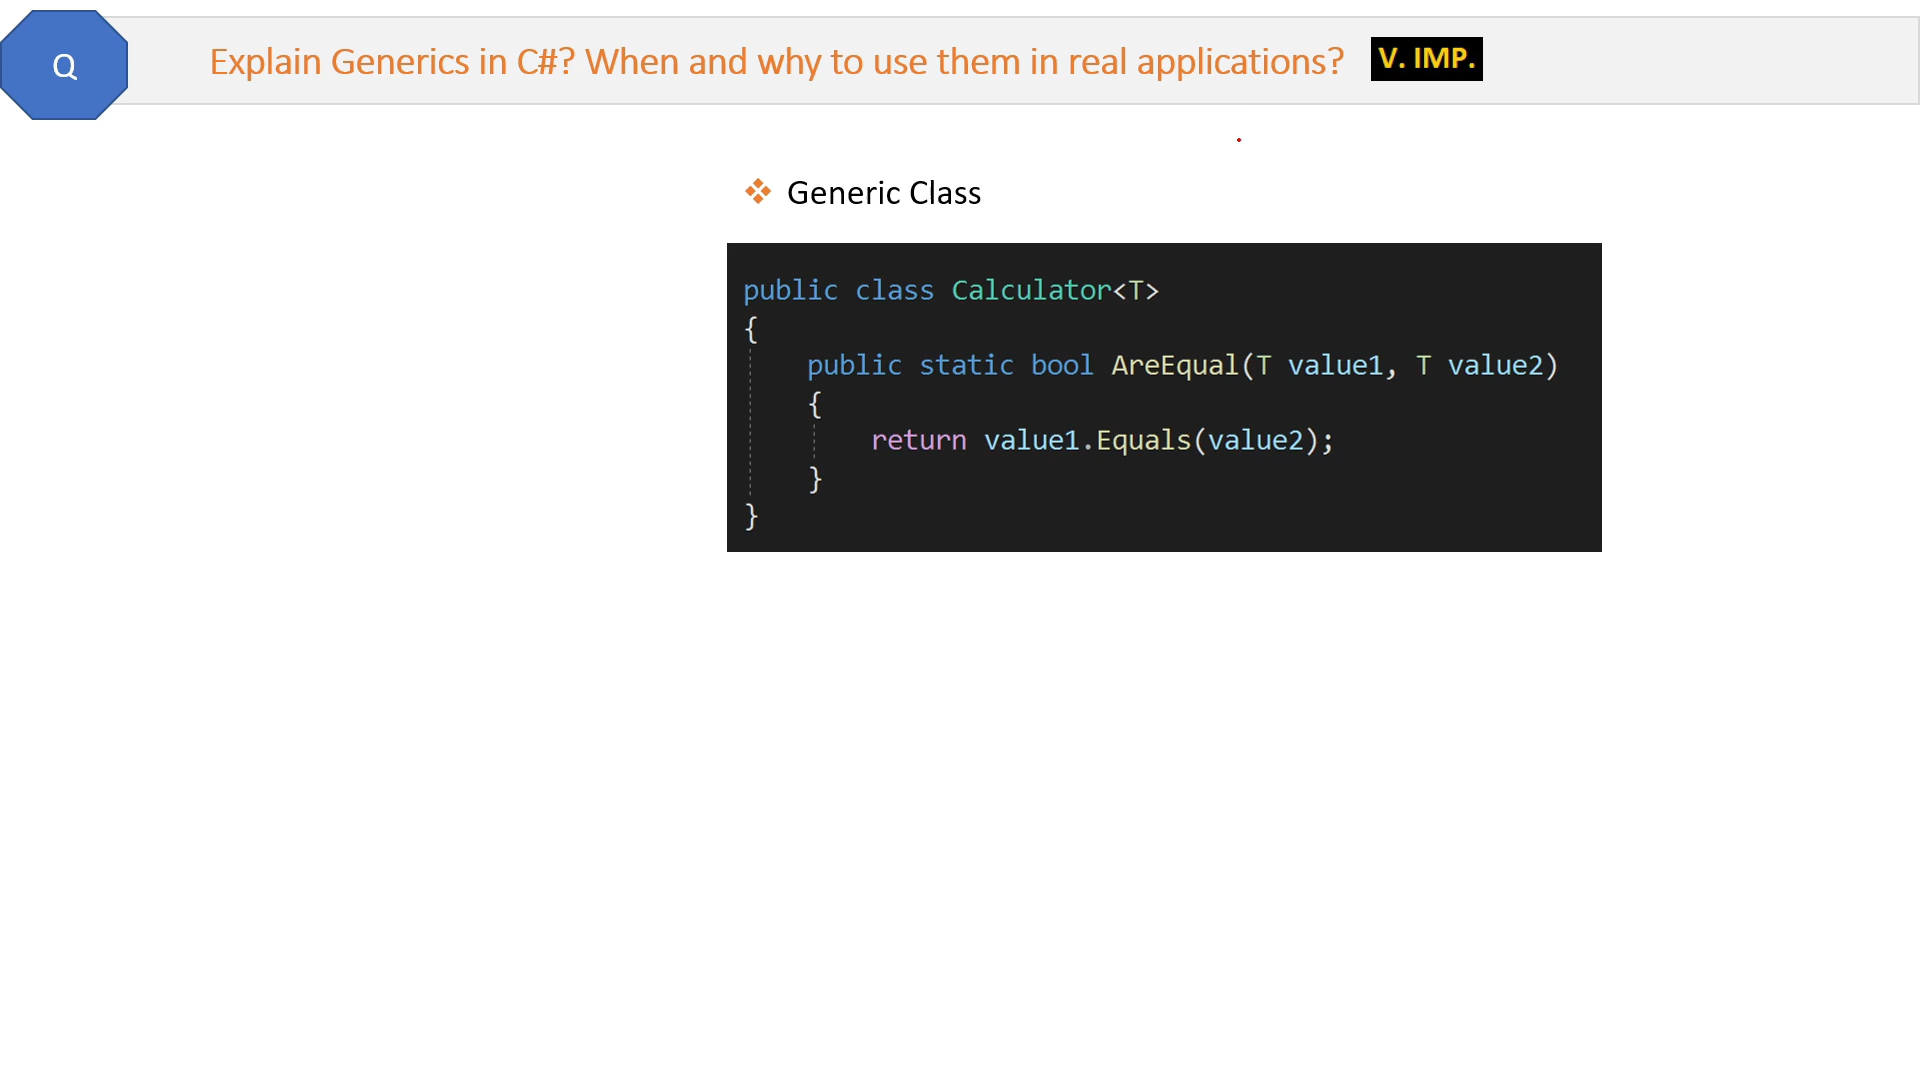 Q
Explain Generics in C#? When and why to use them in real applications? V. IMP.
Generic Class
public class Calculator<T>
{
    public static bool AreEqual(T value1, T value2)
    {
        return value1.Equals(value2);
    }
}